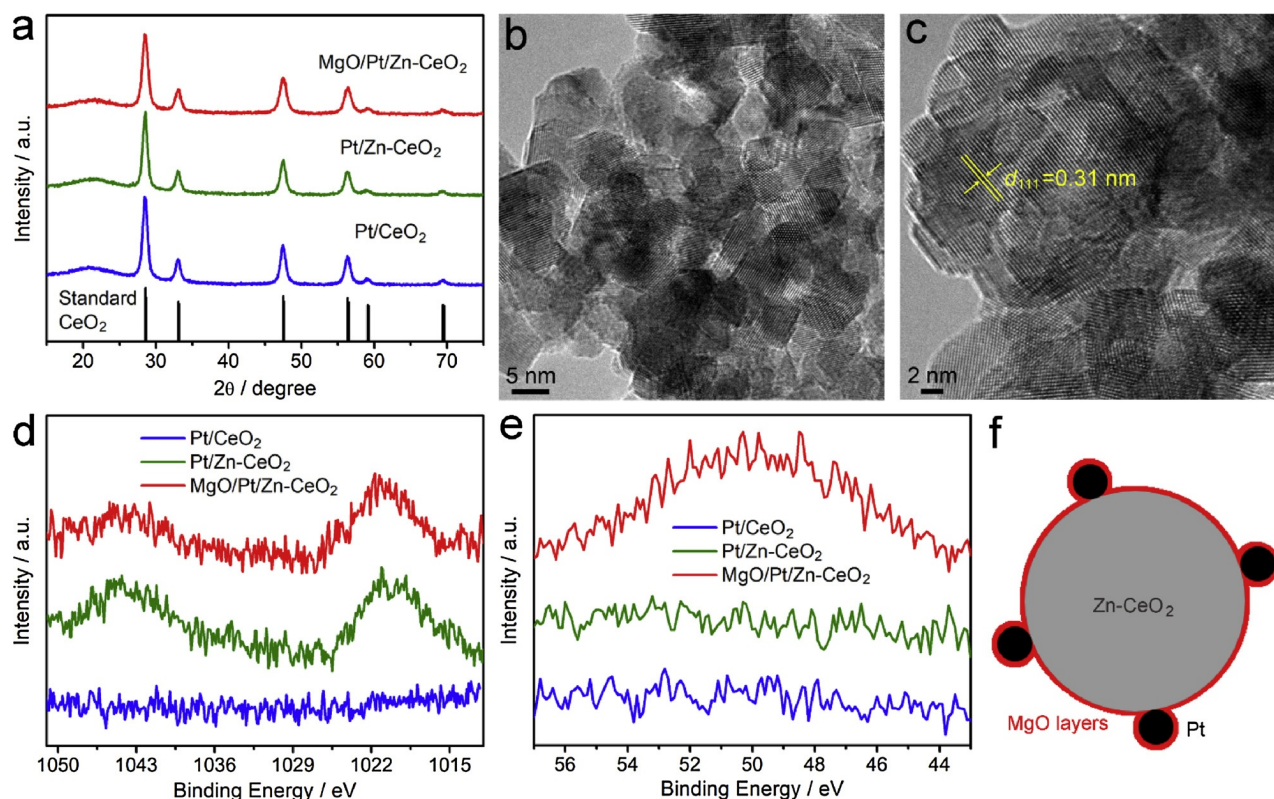 a
MgO/Pt/Zn-CeO₂
Pt/Zn-CeO₂
Pt/CeO₂
Standard
CeO₂
Intensity / a.u.
20 30 40 50 60 70
2θ / degree
b
5 nm
c
d₁₁₁=0.31 nm
2 nm
d
Pt/CeO₂
Pt/Zn-CeO₂
MgO/Pt/Zn-CeO₂
Intensity / a.u.
1050 1043 1036 1029 1022 1015
Binding Energy / eV
e
Pt/CeO₂
Pt/Zn-CeO₂
MgO/Pt/Zn-CeO₂
Intensity / a.u.
56 54 52 50 48 46 44
Binding Energy / eV
f
Zn-CeO₂
MgO layers
Pt